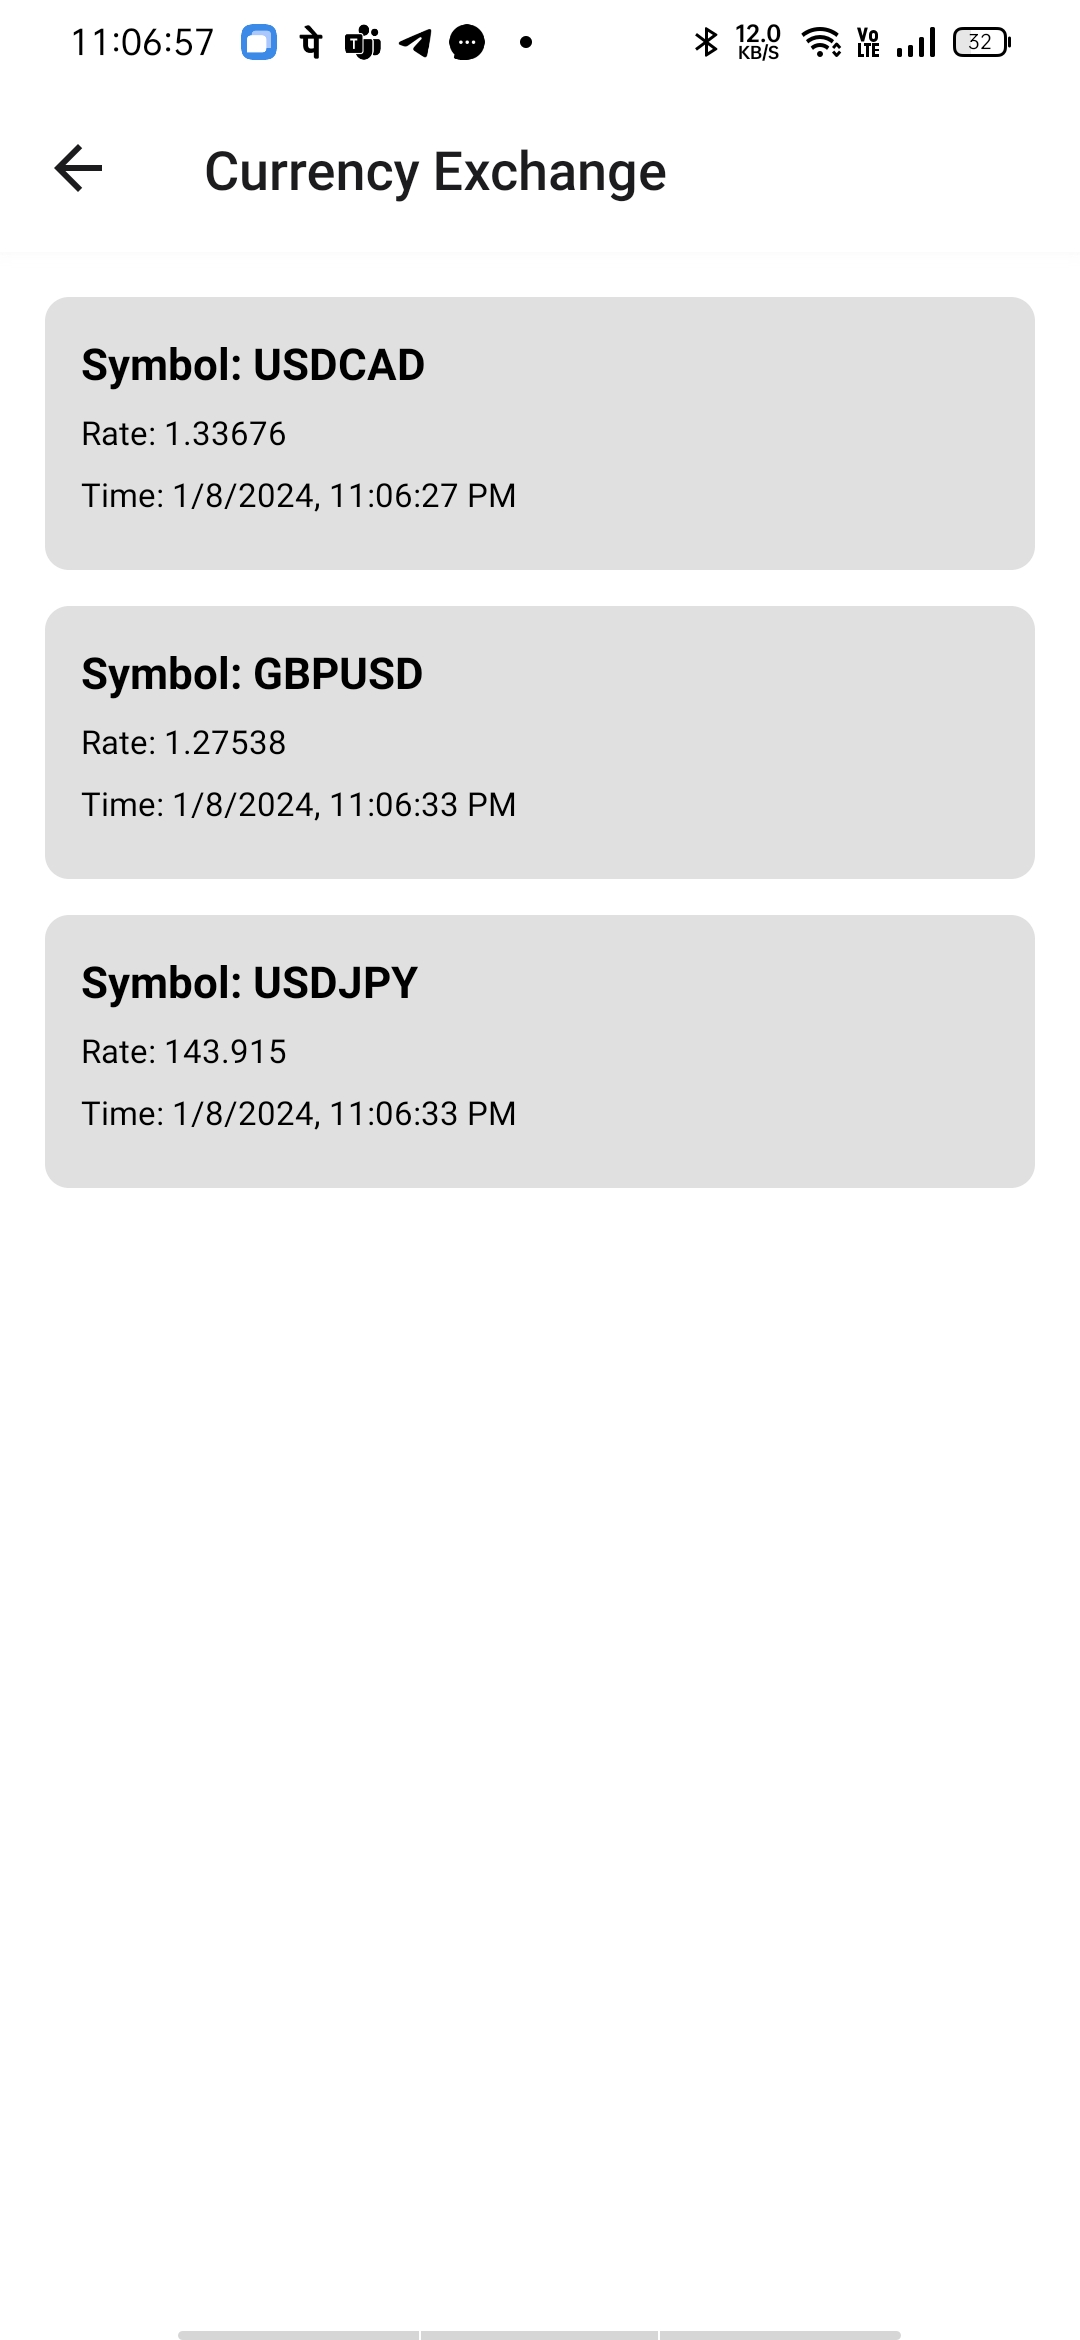 11:06:57 पे T 12.0 KB/S Vo LTE 32
Currency Exchange
Symbol: USDCAD
Rate: 1.33676
Time: 1/8/2024, 11:06:27 PM
Symbol: GBPUSD
Rate: 1.27538
Time: 1/8/2024, 11:06:33 PM
Symbol: USDJPY
Rate: 143.915
Time: 1/8/2024, 11:06:33 PM